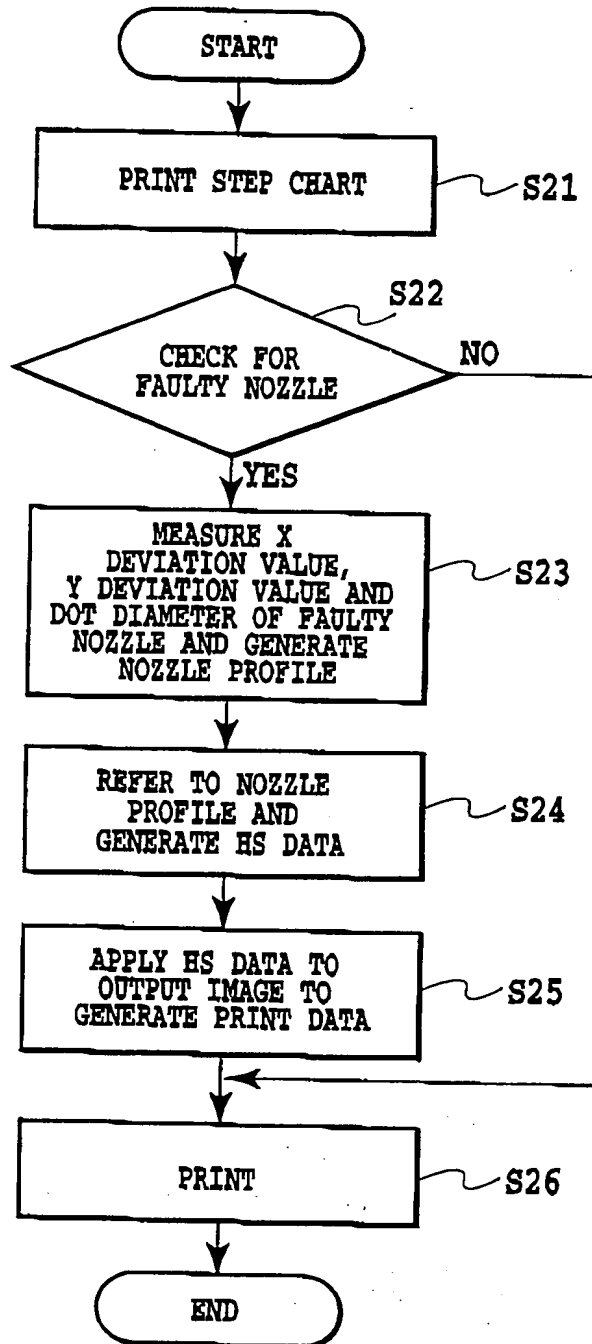 START
PRINT STEP CHART
S21
S22
CHECK FOR
FAULTY NOZZLE
NO
YES
MEASURE X
DEVIATION VALUE,
Y DEVIATION VALUE AND
DOT DIAMETER OF FAULTY
NOZZLE AND GENERATE
NOZZLE PROFILE
S23
REFER TO NOZZLE
PROFILE AND
GENERATE HS DATA
S24
APPLY HS DATA TO
OUTPUT IMAGE TO
GENERATE PRINT DATA
S25
PRINT
S26
END